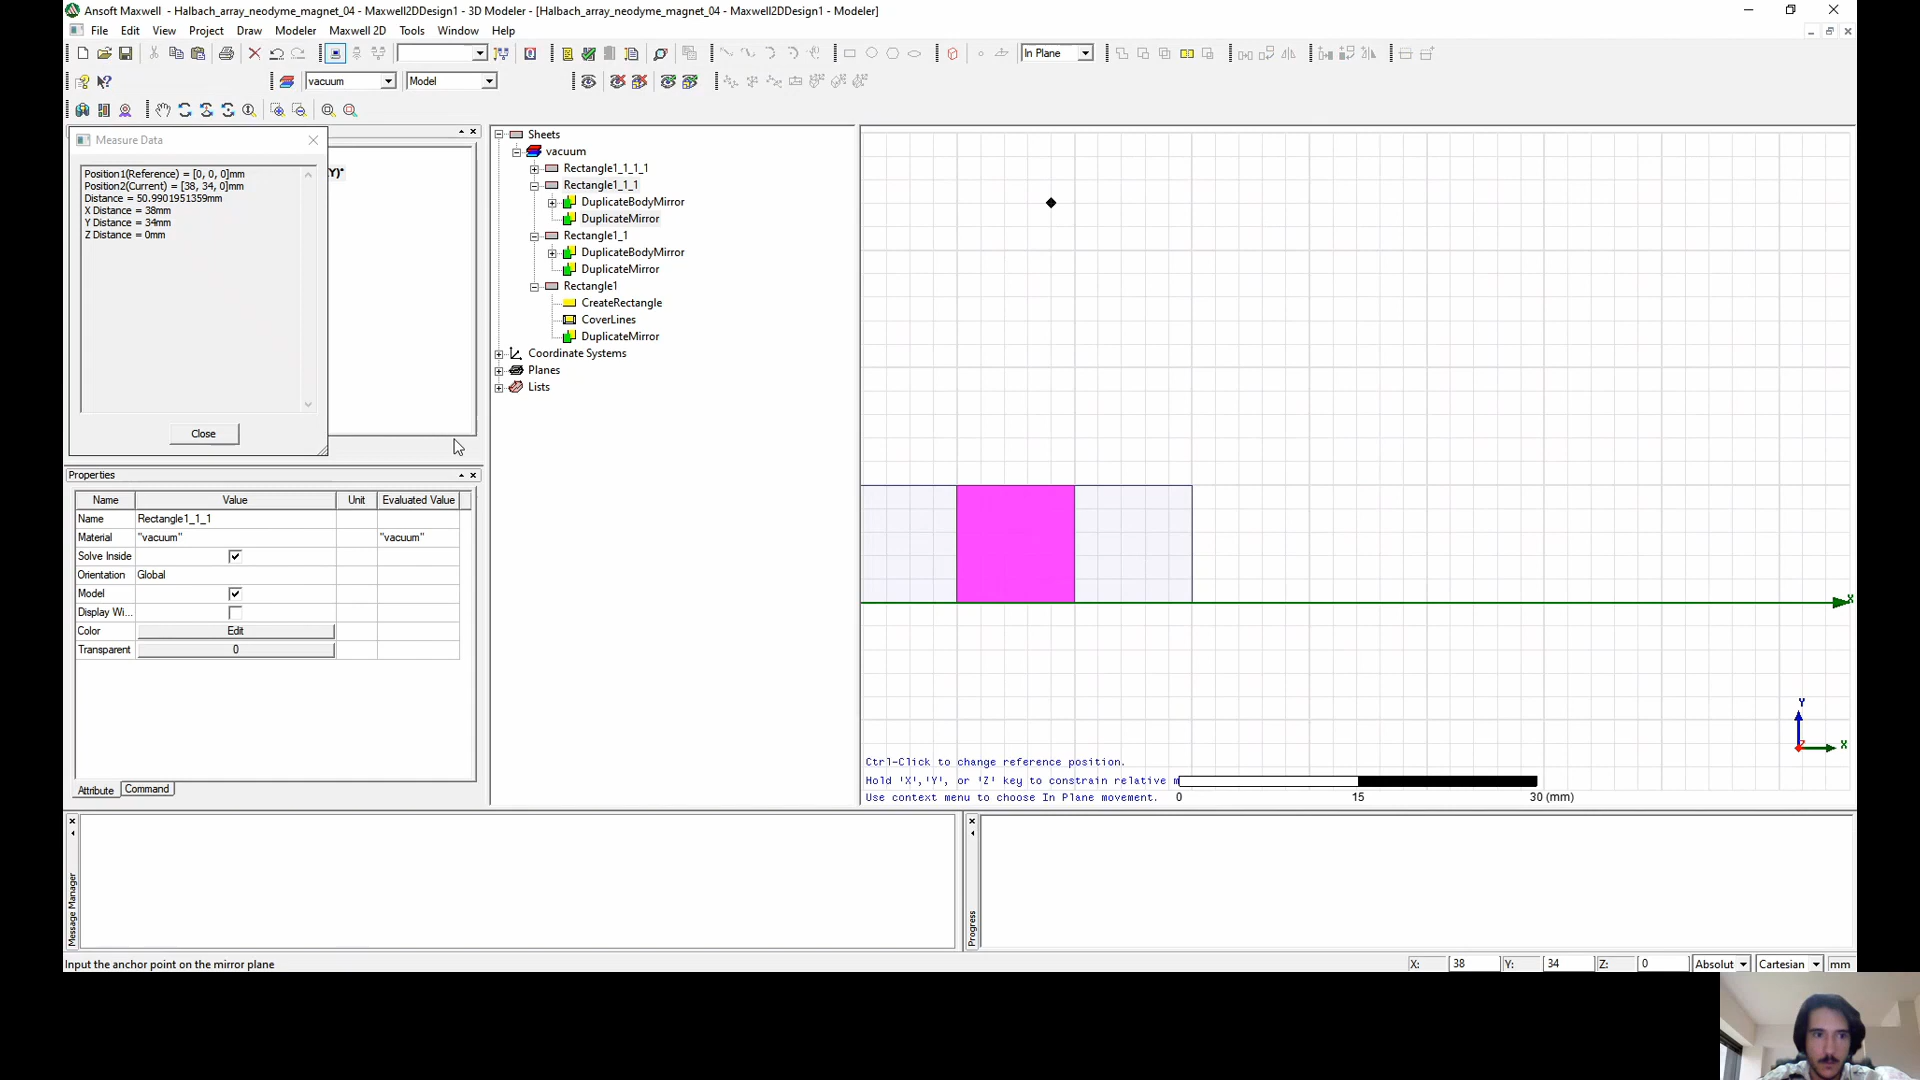 Ansoft Maxwell - Halbach_array_neodyme_magnet_04 - Maxwell2DDesign1 - 3D Modeler - [Halbach_array_neodyme_magnet_04 - Maxwell2DDesign1 - Modeler]
File Edit View Project Draw Modeler Maxwell 2D Tools Window Help
In Plane
vacuum Model
Measure Data
Position1(Reference) = [0, 0, 0]mm
Position2(Current) = [38, 34, 0]mm
Distance = 50.9901951359mm
X Distance = 38mm
Y Distance = 34mm
Z Distance = 0mm
Close
Y)*
Sheets
vacuum
Rectangle1_1_1_1
Rectangle1_1_1
DuplicateBodyMirror
DuplicateMirror
Rectangle1_1
DuplicateBodyMirror
DuplicateMirror
Rectangle1
CreateRectangle
CoverLines
DuplicateMirror
Coordinate Systems
Planes
Lists
Properties
Name Value Unit Evaluated Value
Name Rectangle1_1_1
Material "vacuum" "vacuum"
Solve Inside
Orientation Global
Model
Display Wi...
Color Edit
Transparent 0
Attribute Command
X
Y
X
Z
Ctrl-Click to change reference position.
Hold 'X','Y', or 'Z' key to constrain relative m
Use context menu to choose In Plane movement.
0 15 30 (mm)
Message Manager
Progress
Input the anchor point on the mirror plane
X: 38 Y: 34 Z: 0 Absolut Cartesian mm